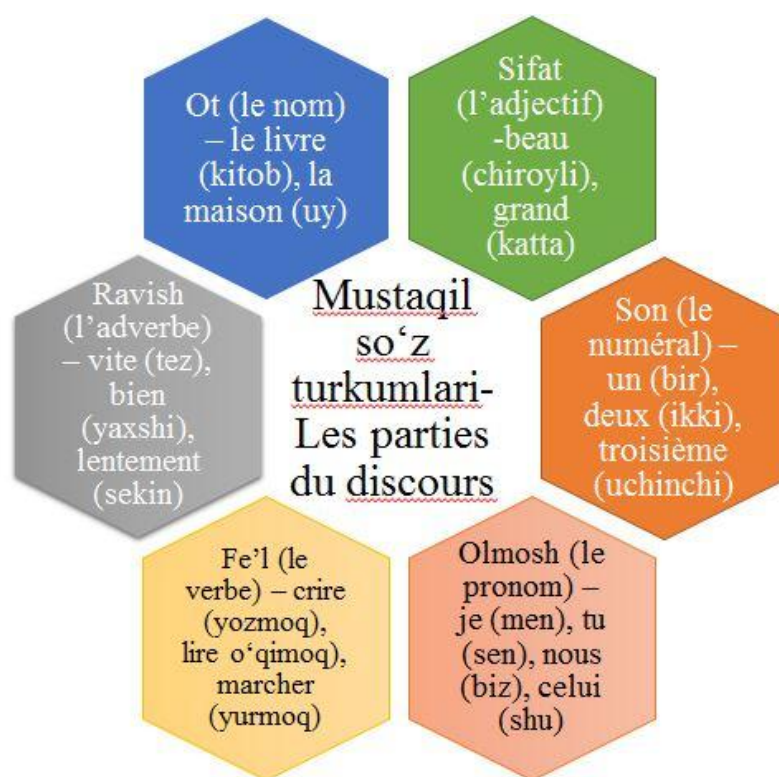 Ot (le nom)
– le livre
(kitob), la
maison (uy)
Sifat
(l’adjectif)
-beau
(chiroyli),
grand
(katta)
Ravish
(l’adverbe)
– vite (tez),
bien
(yaxshi),
lentement
(sekin)
Mustaqil
so‘z
turkumlari-
Les parties
du discours
Son (le
numéral) –
un (bir),
deux (ikki),
troisième
(uchinchi)
Fe’l (le
verbe) – crire
(yozmoq),
lire o‘qimoq),
marcher
(yurmoq)
Olmosh (le
pronom) –
je (men), tu
(sen), nous
(biz), celui
(shu)